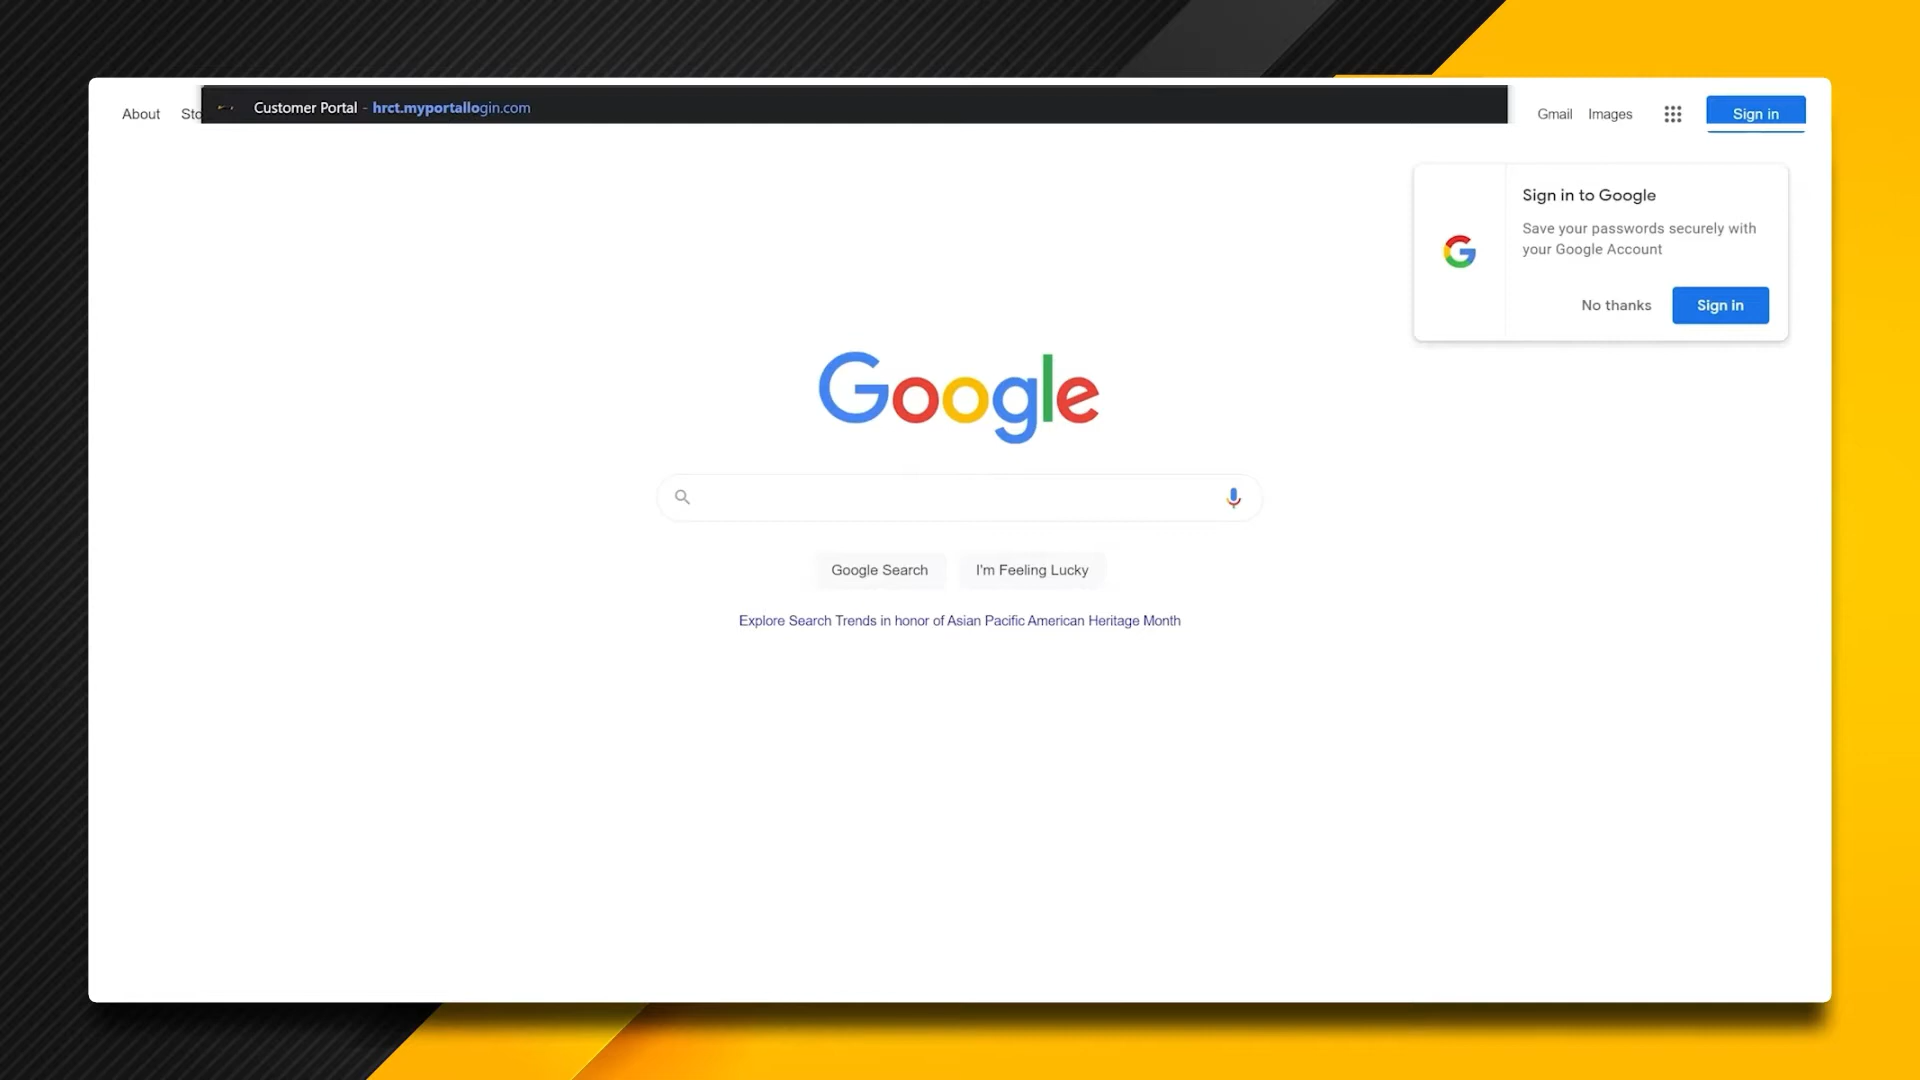 About Sto
Customer Portal - hrct.myportallogin.com
Gmail Images Sign in
Sign in to Google
Save your passwords securely with
your Google Account
No thanks Sign in
Google
Google Search I'm Feeling Lucky
Explore Search Trends in honor of Asian Pacific American Heritage Month